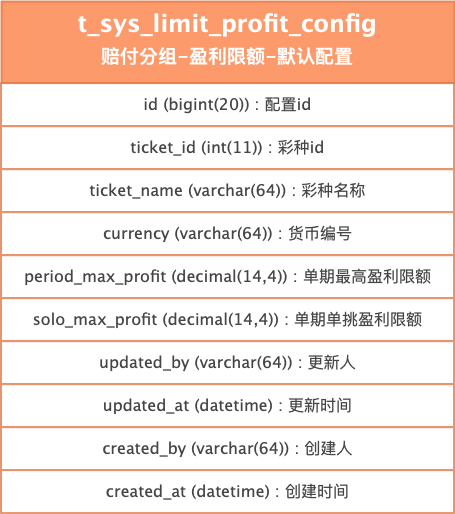 t_sys_limit_profit_config
赔付分组-盈利限额-默认配置
id (bigint(20)) : 配置id
ticket_id (int(11)) : 彩种id
ticket_name (varchar(64)) : 彩种名称
currency (varchar(64)) : 货币编号
period_max_profit (decimal(14,4)) : 单期最高盈利限额
solo_max_profit (decimal(14,4)) : 单期单挑盈利限额
updated_by (varchar(64)) : 更新人
updated_at (datetime) : 更新时间
created_by (varchar(64)) : 创建人
created_at (datetime) : 创建时间